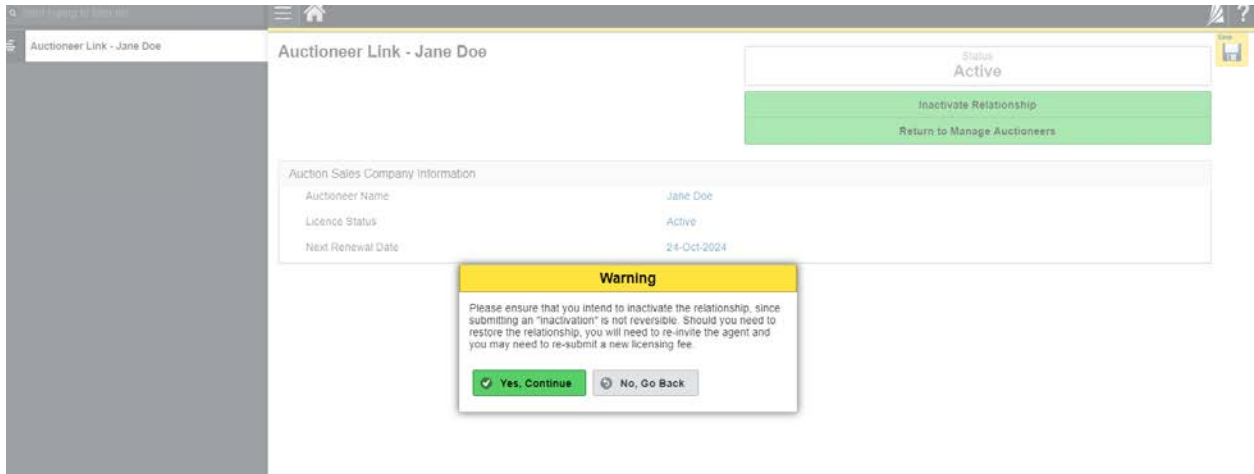 Auctioneer Link - Jane Doe
?
Auctioneer Link - Jane Doe
Status
Active
Save
Inactivate Relationship
Return to Manage Auctioneers
Auction Sales Company Information
Auctioneer Name Jane Doe
Licence Status Active
Next Renewal Date 24-Oct-2024
Warning
Please ensure that you intend to inactivate the relationship, since
submitting an "inactivation" is not reversible. Should you need to
restore the relationship, you will need to re-invite the agent and
you may need to re-submit a new licensing fee.
Yes, Continue No, Go Back